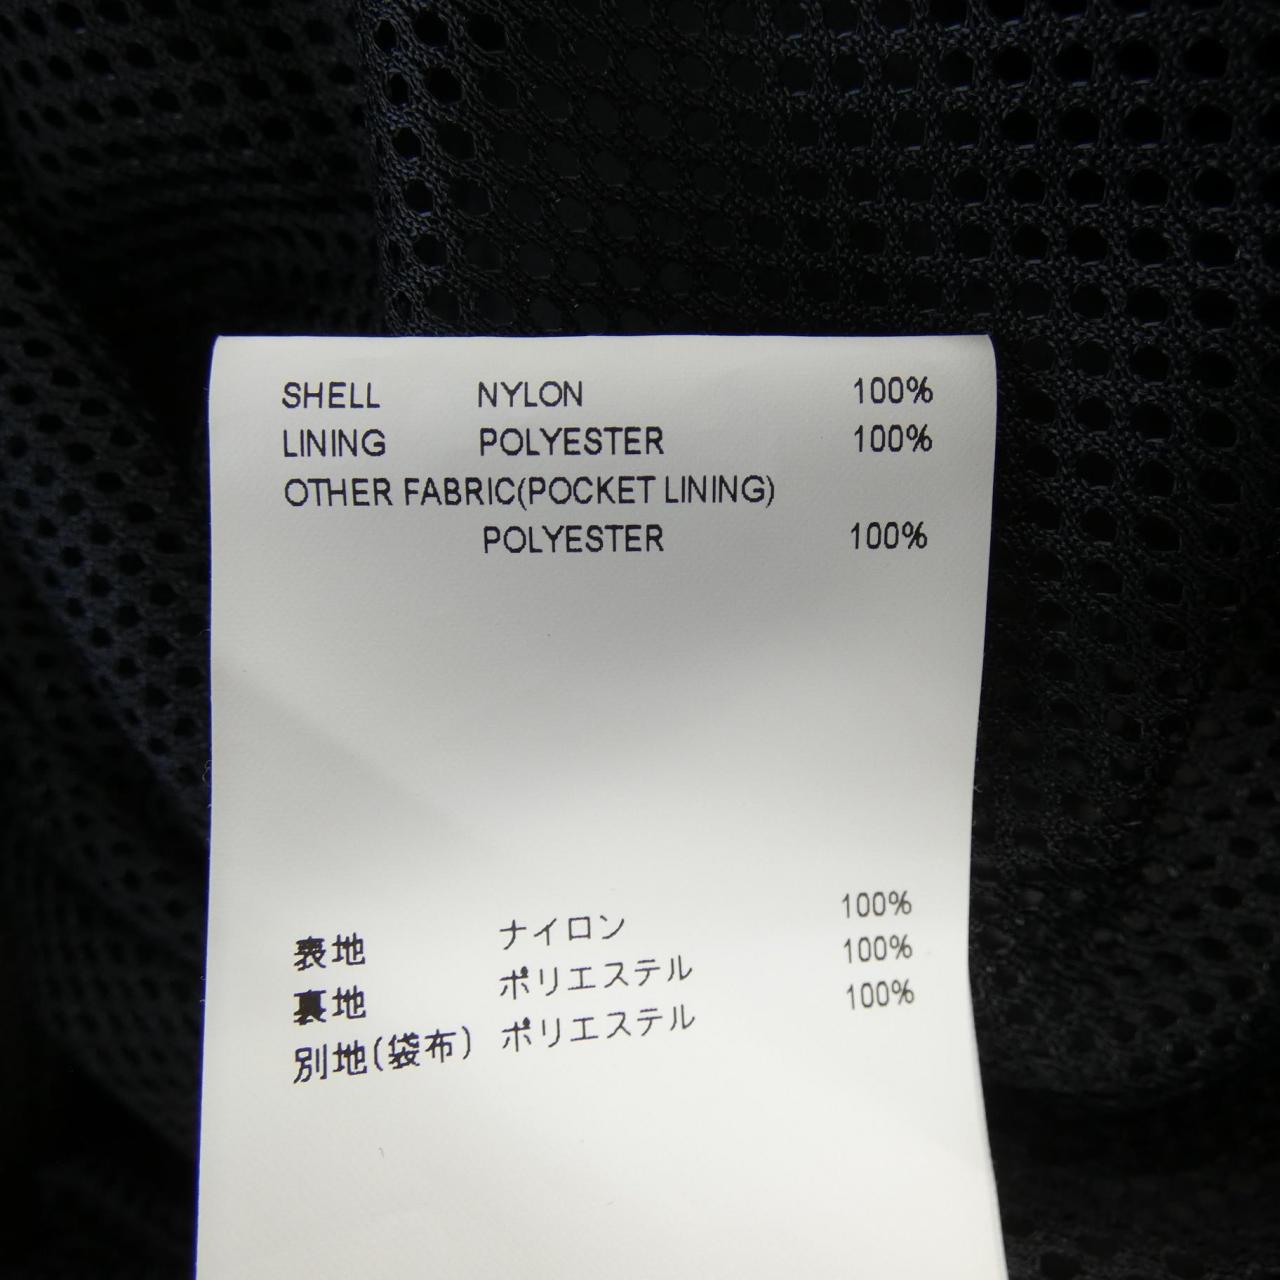 SHELL NYLON 100%
LINING POLYESTER 100%
OTHER FABRIC(POCKET LINING)
POLYESTER 100%
表地 ナイロン 100%
裏地 ポリエステル 100%
別地(袋布) ポリエステル 100%